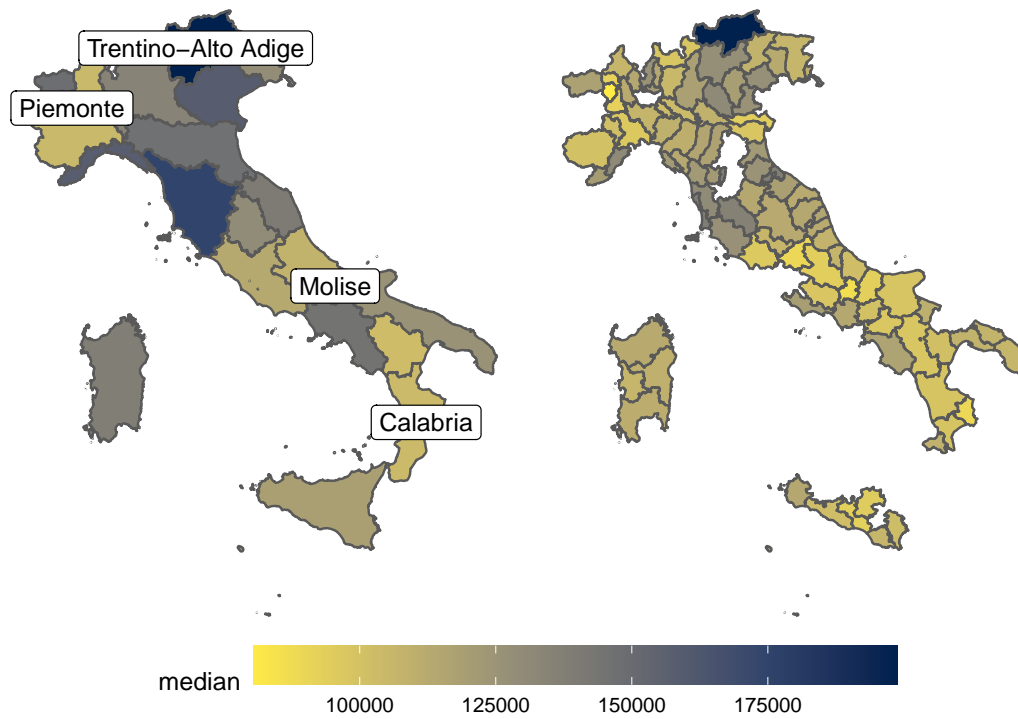 Trentino−Alto Adige
Piemonte
Molise
Calabria
median
100000 125000 150000 175000